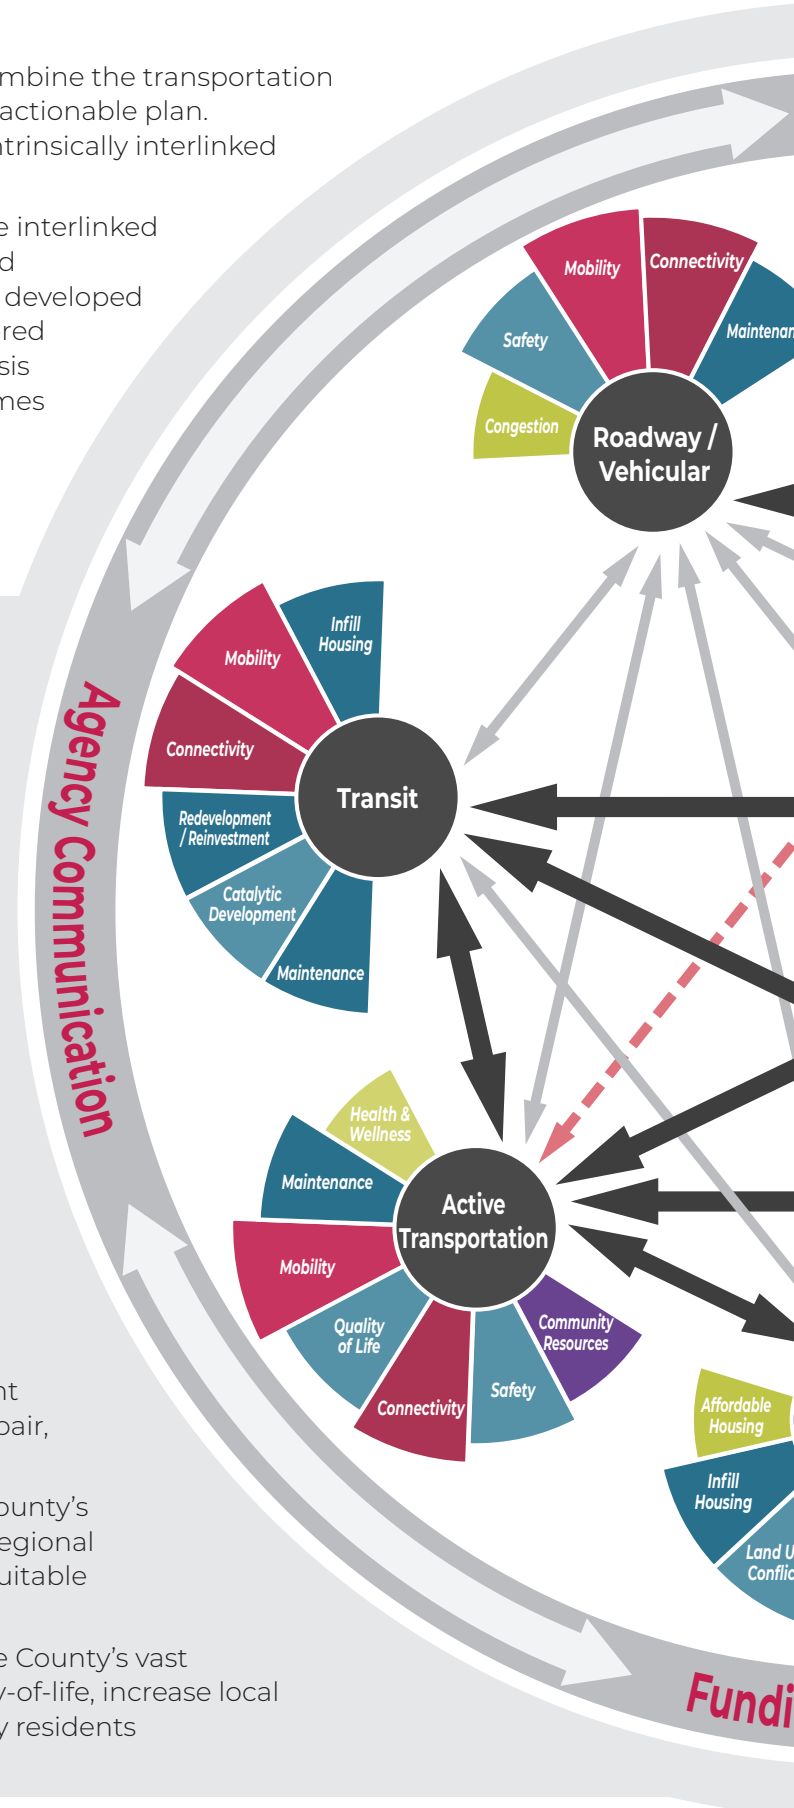 mbine the transportation
actionable plan.
ntrinsically interlinked
e interlinked
d
developed
red
sis
mes
Mobility
Connectivity
Safety
Maintenan
Congestion
Roadway /
Vehicular
Infill
Housing
Mobility
Connectivity
Redevelopment
/ Reinvestment
Catalytic
Development
Maintenance
Transit
Agency Communication
Health &
Wellness
Maintenance
Mobility
Quality
of Life
Connectivity
Safety
Community
Resources
Active
Transportation
Affordable
Housing
Infill
Housing
Land U
Conflic
nt
pair,
ounty’s
egional
uitable
e County’s vast
y-of-life, increase local
y residents
Fundi